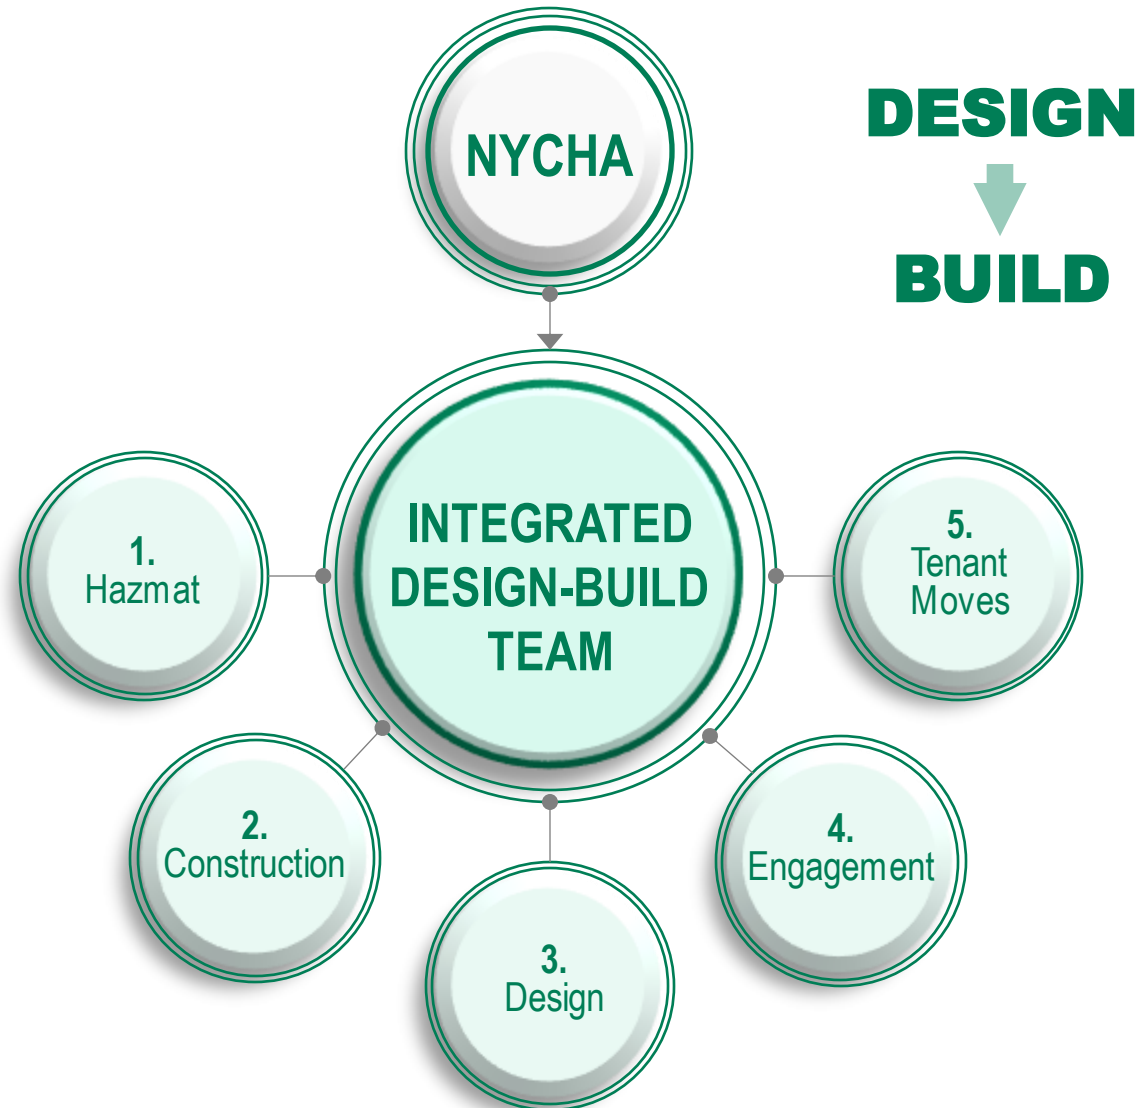 NYCHA
DESIGN
BUILD
INTEGRATED
DESIGN-BUILD
TEAM
1.
Hazmat
2.
Construction
3.
Design
4.
Engagement
5.
Tenant
Moves